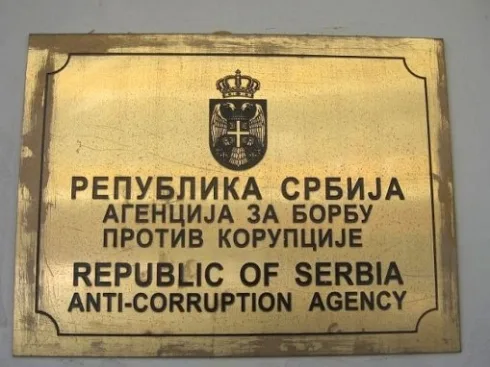 РЕПУБЛИКА СРБИЈА
АГЕНЦИЈА ЗА БОРБУ
ПРОТИВ КОРУПЦИЈЕ
REPUBLIC OF SERBIA
ANTI-CORRUPTION AGENCY